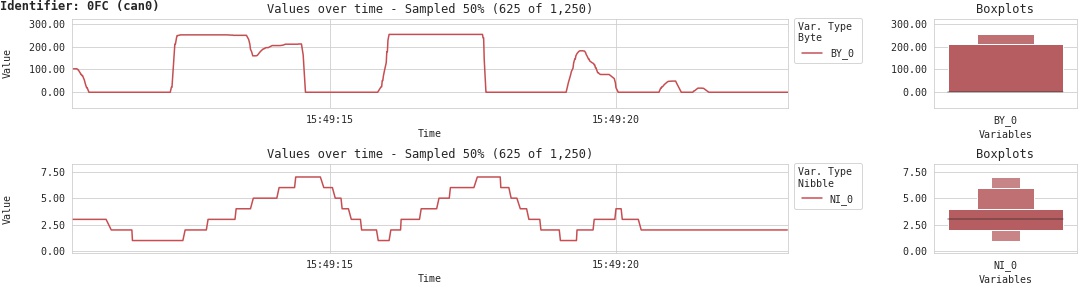 Identifier: 0FC (can0)
Values over time - Sampled 50% (625 of 1,250)
Boxplots
300.00
200.00
100.00
0.00
Value
15:49:15
15:49:20
Time
Var. Type
Byte
BY_0
300.00
200.00
100.00
0.00
BY_0
Variables
Values over time - Sampled 50% (625 of 1,250)
Boxplots
7.50
5.00
2.50
0.00
Value
15:49:15
15:49:20
Time
Var. Type
Nibble
NI_0
7.50
5.00
2.50
0.00
NI_0
Variables